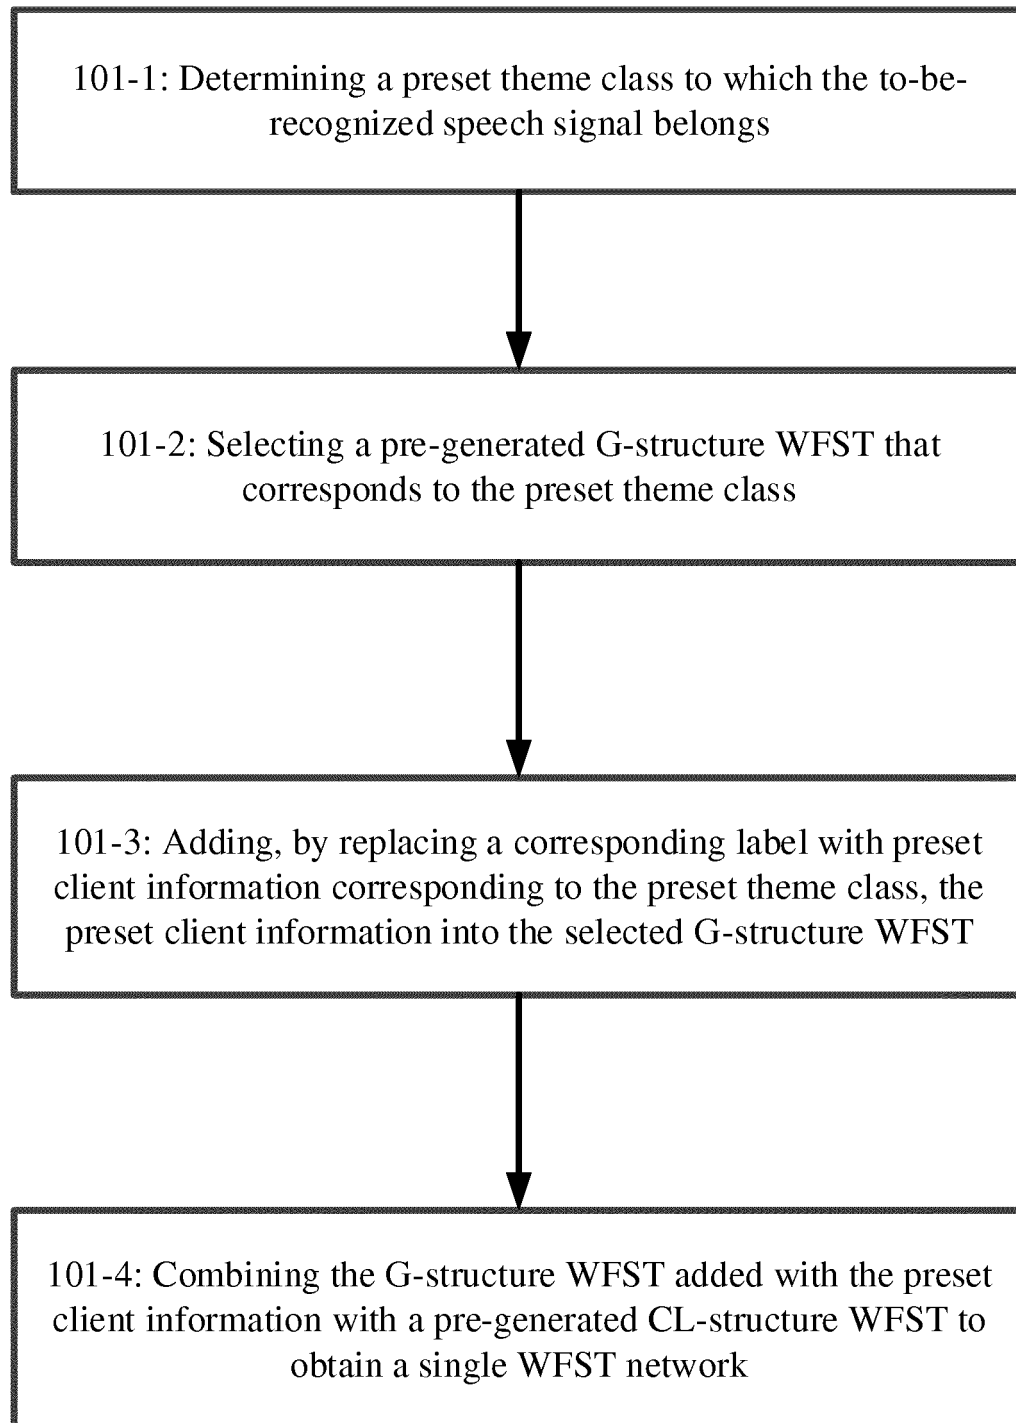 101-1: Determining a preset theme class to which the to-be-
recognized speech signal belongs
101-2: Selecting a pre-generated G-structure WFST that
corresponds to the preset theme class
101-3: Adding, by replacing a corresponding label with preset
client information corresponding to the preset theme class, the
preset client information into the selected G-structure WFST
101-4: Combining the G-structure WFST added with the preset
client information with a pre-generated CL-structure WFST to
obtain a single WFST network